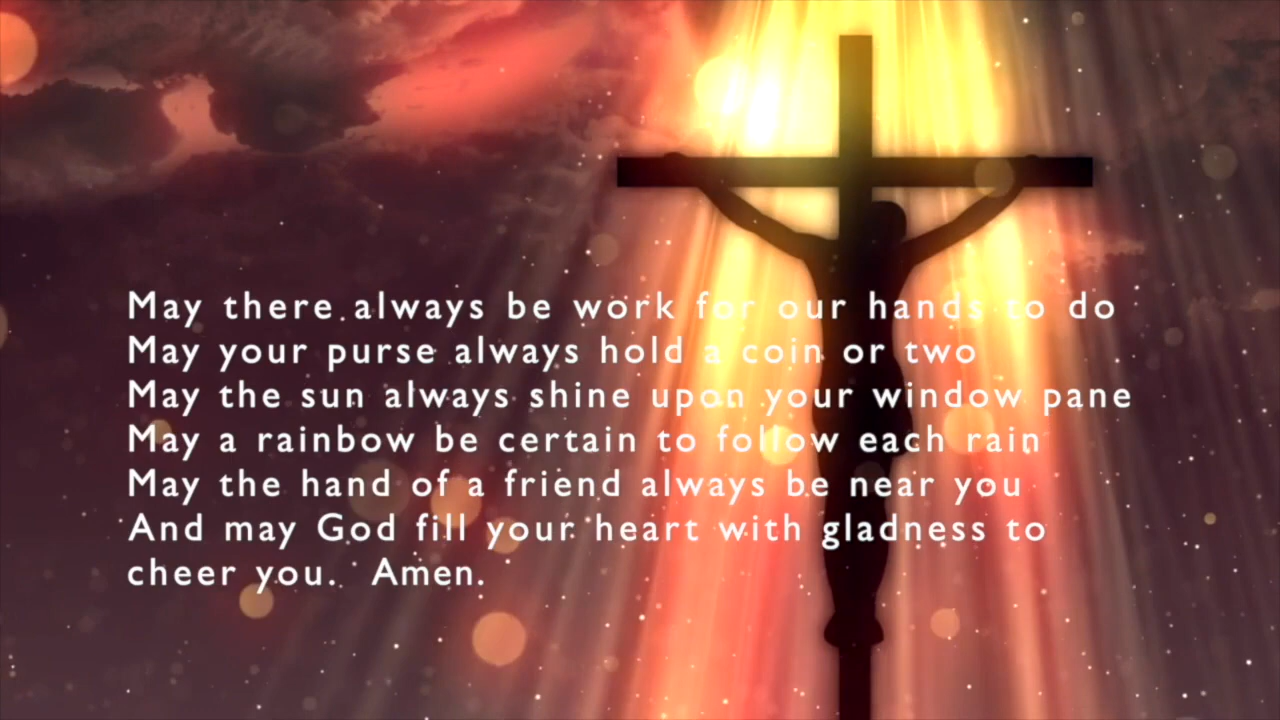 May there always be work for our hands to do
May your purse always hold a coin or two
May the sun always shine upon your window pane
May a rainbow be certain to follow each rain
May the hand of a friend always be near you
And may God fill your heart with gladness to
cheer you.  Amen.